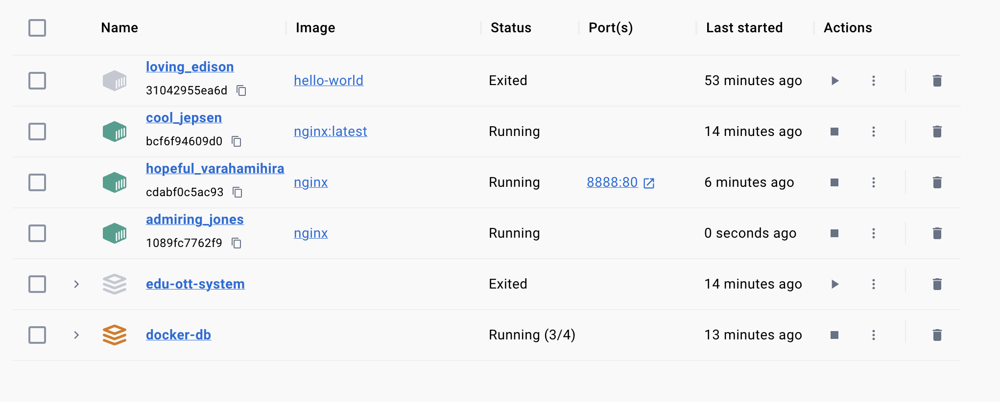 Name Image Status Port(s) Last started Actions
loving_edison
31042955ea6d
hello-world Exited 53 minutes ago
cool_jepsen
bcf6f94609d0
nginx:latest Running 14 minutes ago
hopeful_varahamihira
cdabf0c5ac93
nginx Running 8888:80 6 minutes ago
admiring_jones
1089fc7762f9
nginx Running 0 seconds ago
edu-ott-system Exited 14 minutes ago
docker-db Running (3/4) 13 minutes ago